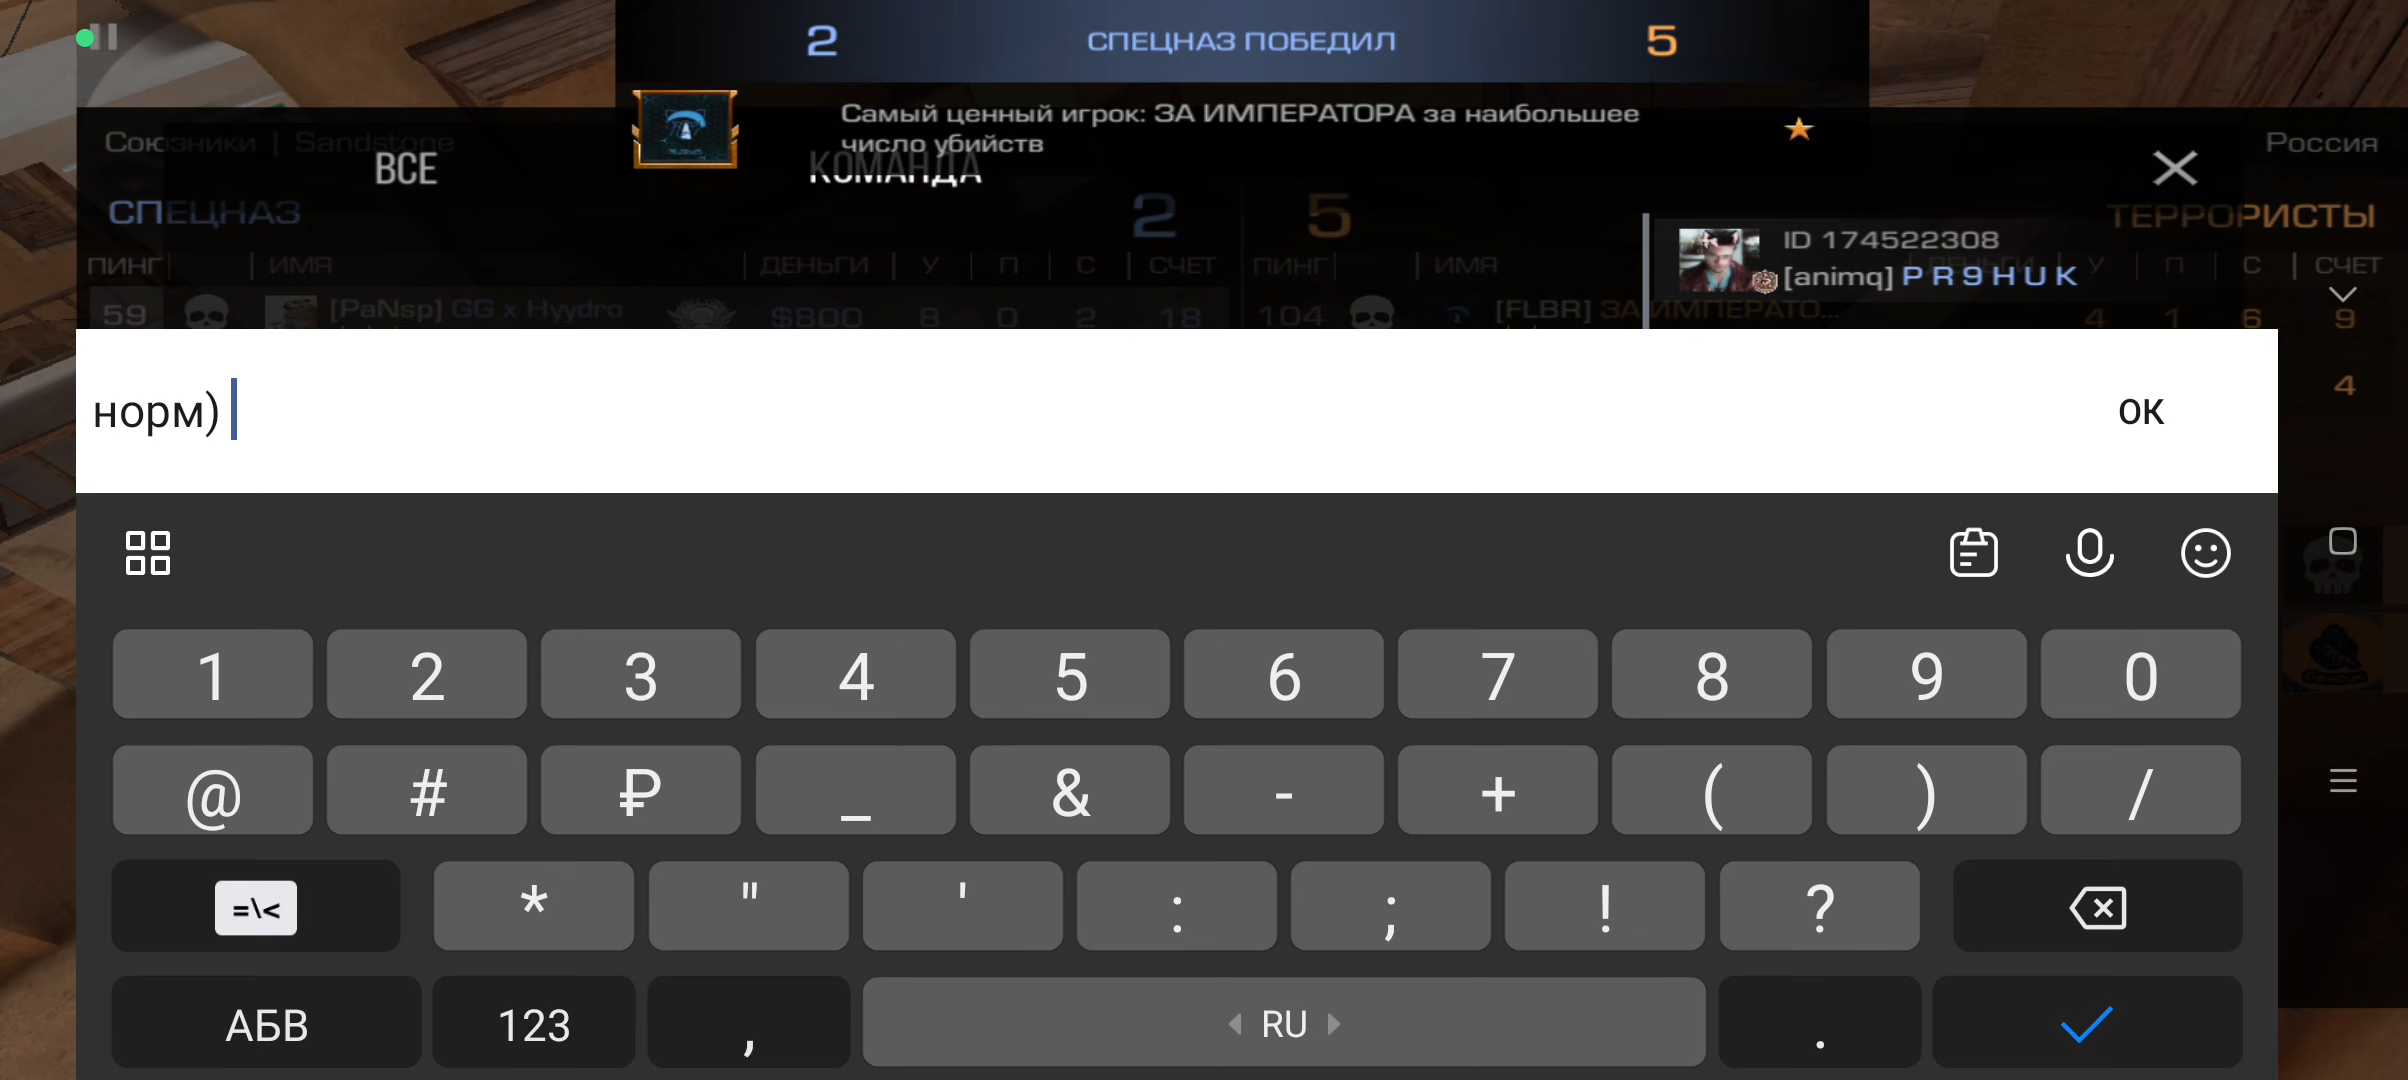 2 СПЕЦНАЗ ПОБЕДИЛ 5
Самый ценный игрок: ЗА ИМПЕРАТОРА за наибольшее
число убийств
Союзники | Sandstone
Россия
ВСЕ
КОМАНДА
СПЕЦНАЗ 2
5 ТЕРРОРИСТЫ
ID 174522308
[animq] P R 9 H U K
ПИНГ | | ИМЯ | ДЕНЬГИ | У | П | С | СЧЕТ
ПИНГ | | ИМЯ | ДЕНЬГИ | У | П | С | СЧЕТ
59 [PaNsp] GG x Hyydro $800 8 0 2 18
104 [FLBR] ЗА ИМПЕРАТО... 4 1 6 9
4
норм)
ОК
1 2 3 4 5 6 7 8 9 0
@ # ₽ _ & - + ( ) /
=\< * " ' : ; ! ?
АБВ 123 , RU .